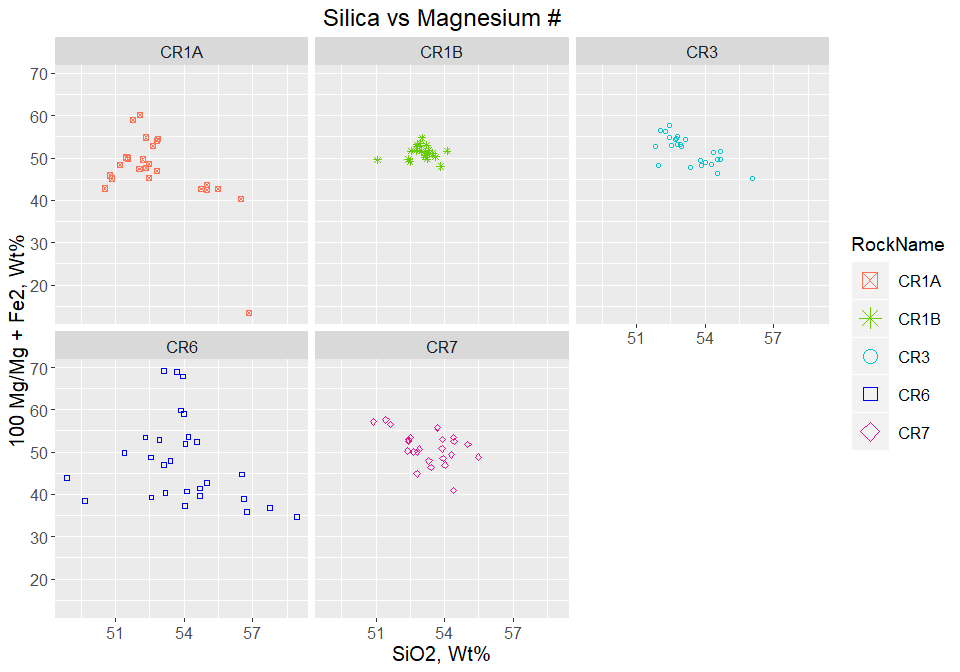 Silica vs Magnesium #
CR1A
CR1B
CR3
70
60
50
40
30
20
51
54
57
CR6
CR7
70
60
50
40
30
20
51
54
57
51
54
57
SiO2, Wt%
100 Mg/Mg + Fe2, Wt%
RockName
CR1A
CR1B
CR3
CR6
CR7